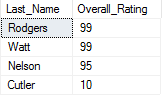 Last_Name Overall_Rating
Rodgers 99
Watt 99
Nelson 95
Cutler 10